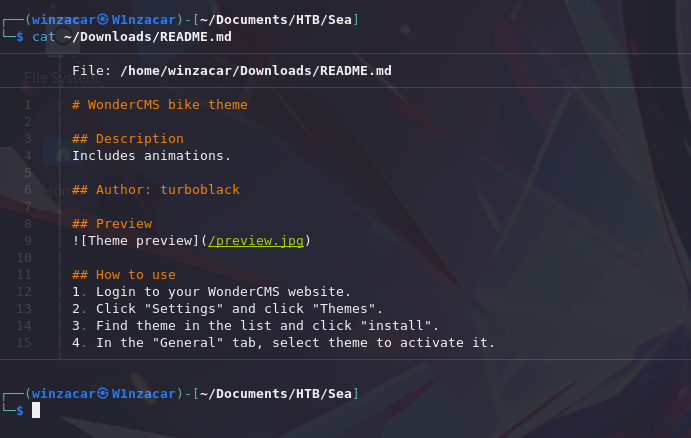 ┌──(winzacar㉿W1nzacar)-[~/Documents/HTB/Sea]
└─$ cat ~/Downloads/README.md
File: /home/winzacar/Downloads/README.md
File System
1 # WonderCMS bike theme
2
3 ## Description
4 Includes animations.
5
6 ## Author: turboblack
7
8 ## Preview
9 ![Theme preview](/preview.jpg)
10
11 ## How to use
12 1. Login to your WonderCMS website.
13 2. Click "Settings" and click "Themes".
14 3. Find theme in the list and click "install".
15 4. In the "General" tab, select theme to activate it.
┌──(winzacar㉿W1nzacar)-[~/Documents/HTB/Sea]
└─$